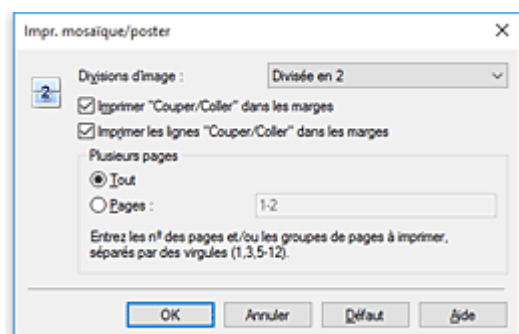 Impr. mosaïque/poster
Divisions d'image : Divisée en 2
2
Imprimer "Couper/Coller" dans les marges
Imprimer les lignes "Couper/Coller" dans les marges
Plusieurs pages
Tout
Pages : 1-2
Entrez les nº des pages et/ou les groupes de pages à imprimer,
séparés par des virgules (1,3,5-12).
OK Annuler Défaut Aide